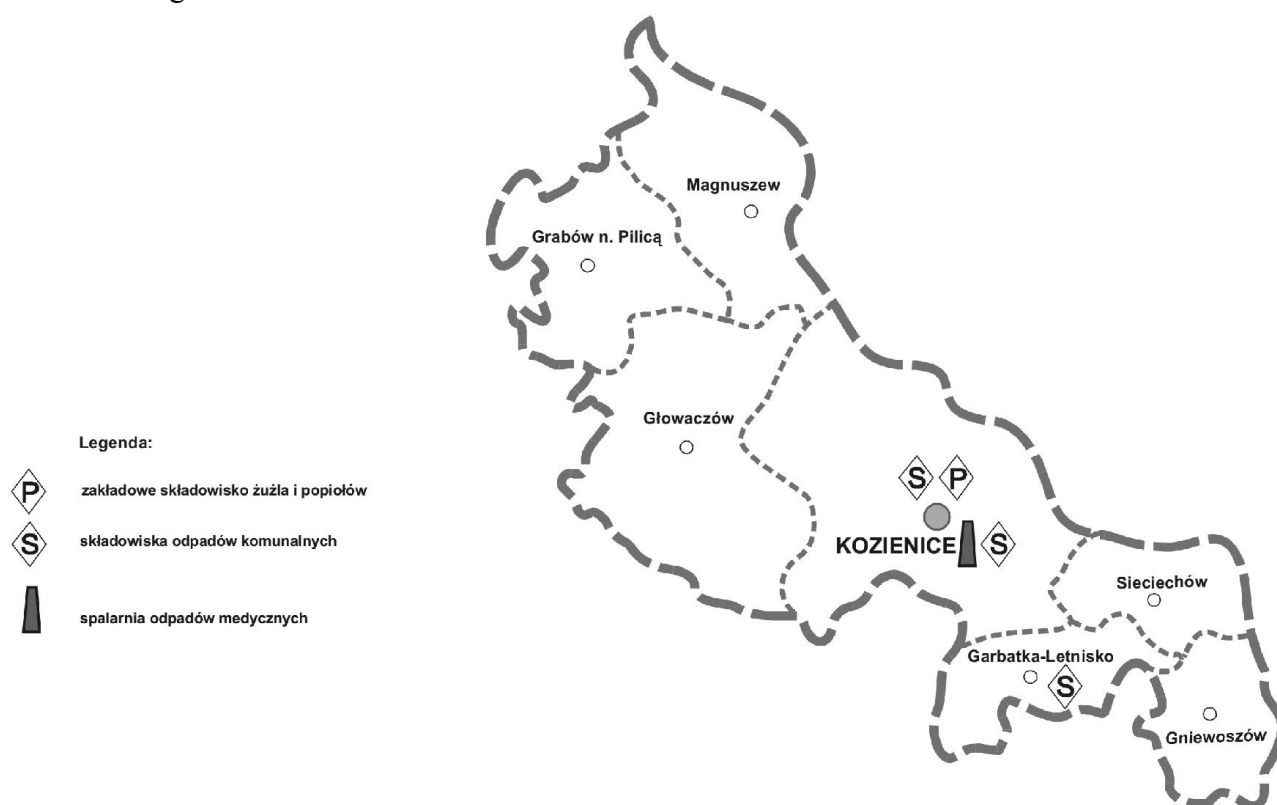 Magnuszew
Grabów n. Pilicą
Głowaczów
Legenda:
P zakładowe składowisko żużla i popiołów
S składowiska odpadów komunalnych
spalarnia odpadów medycznych
S P
KOZIENICE S
Sieciechów
Garbatka-Letnisko
S
Gniewoszów